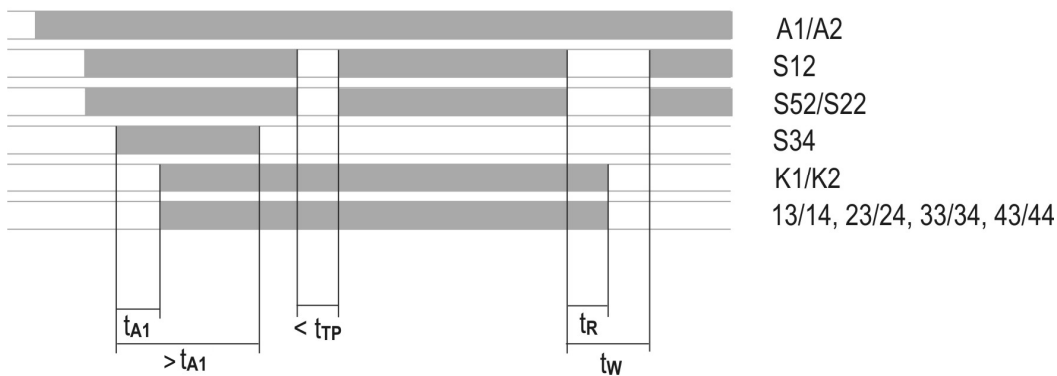 A1/A2
S12
S52/S22
S34
K1/K2
13/14, 23/24, 33/34, 43/44
tA1
< tTP
tR
>tA1
tW